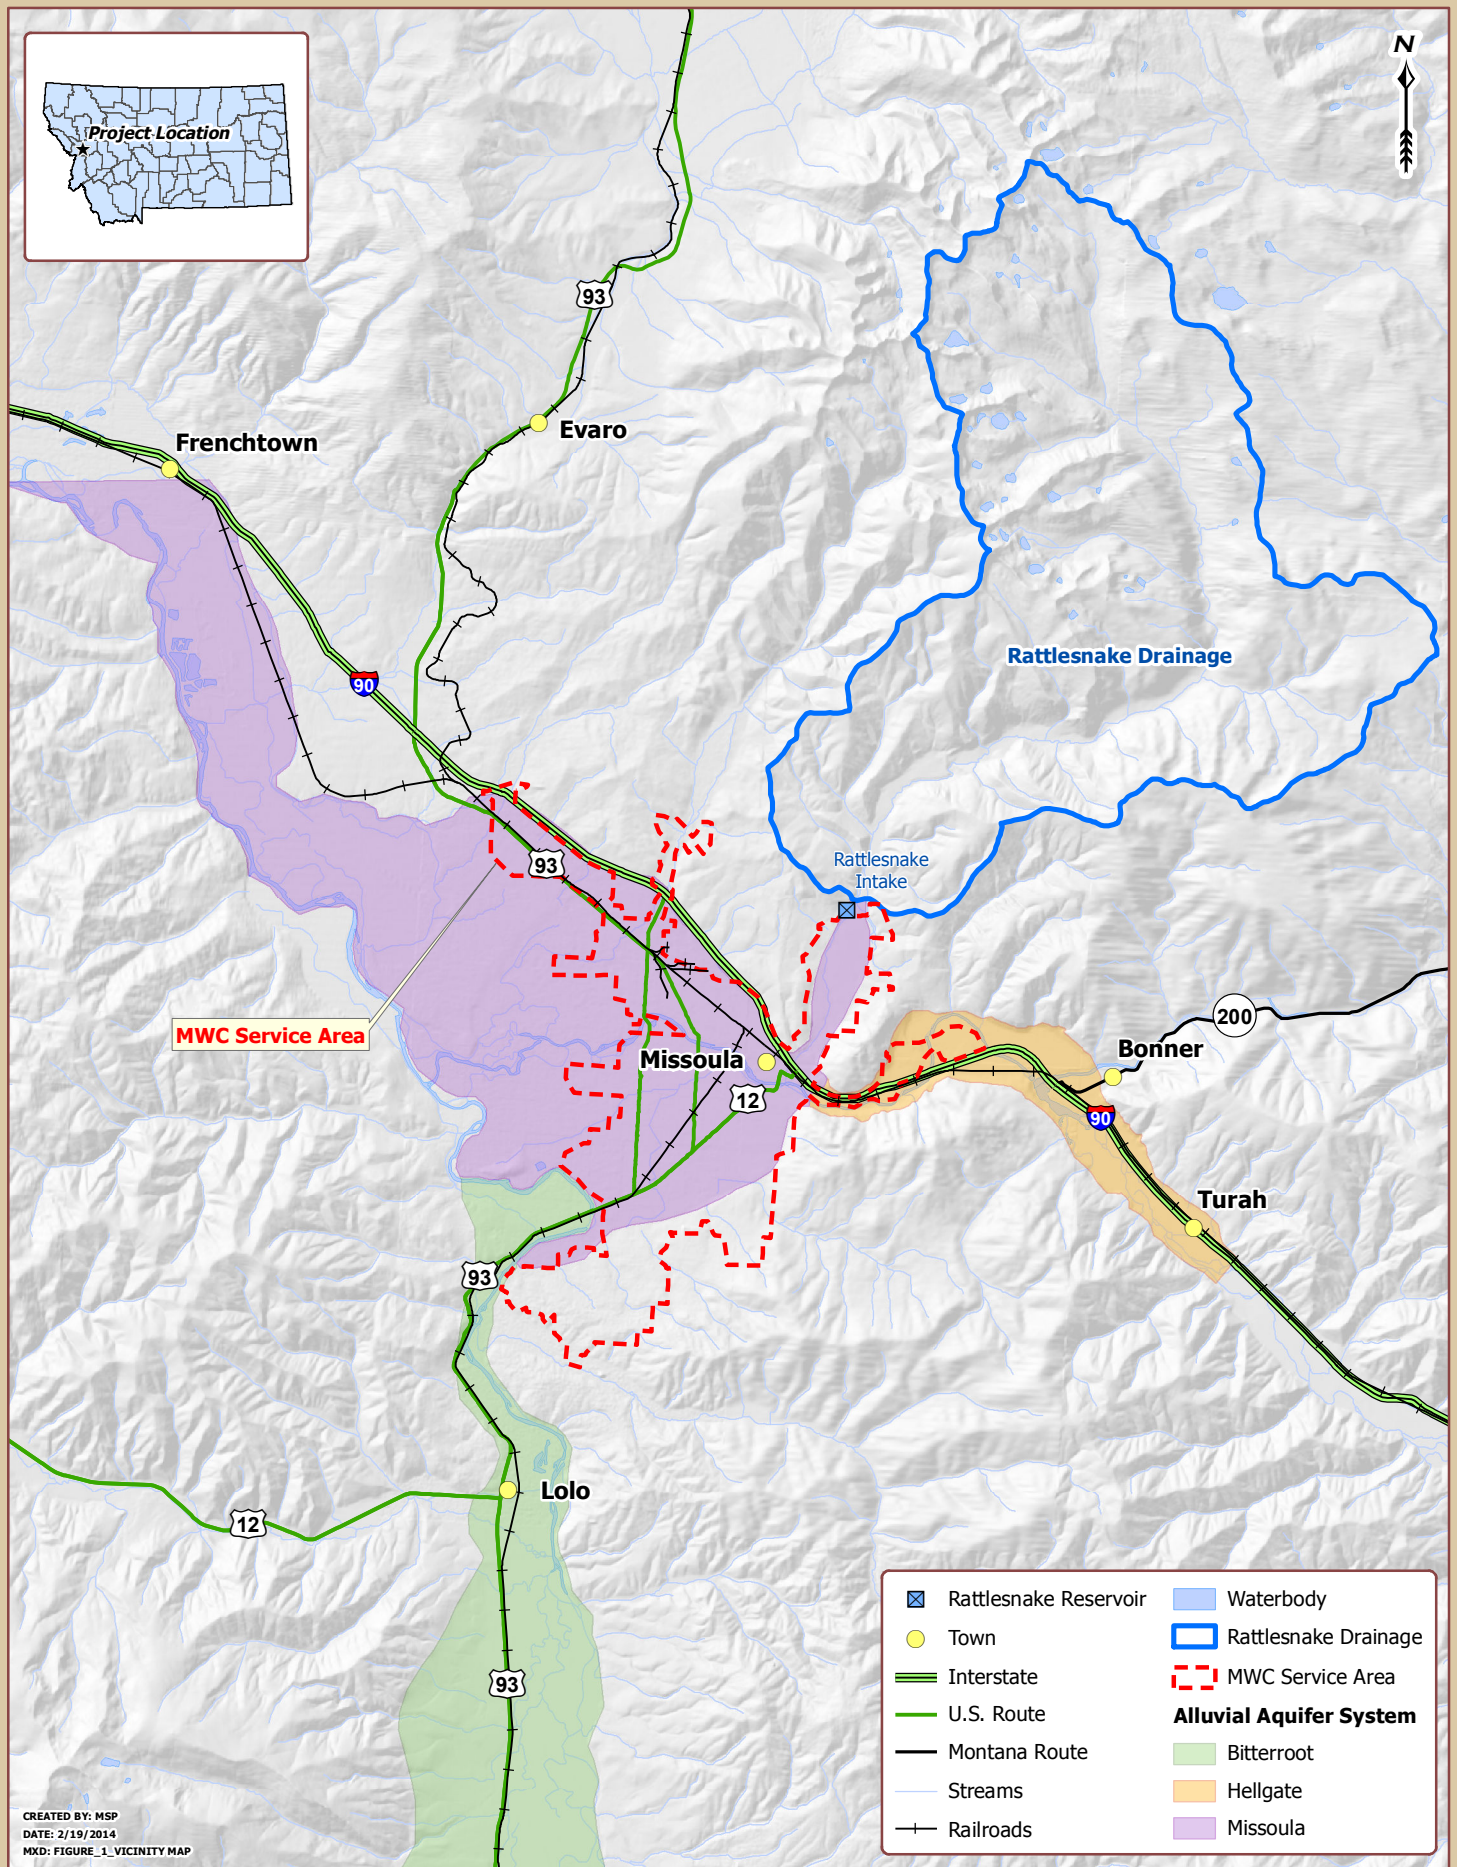 N
Project Location
93
Evaro
Frenchtown
90
Rattlesnake Drainage
93
Rattlesnake
Intake
MWC Service Area
200
Missoula
Bonner
12
90
Turah
93
Lolo
12
93
Rattlesnake Reservoir
Town
Interstate
U.S. Route
Montana Route
Streams
Railroads
Waterbody
Rattlesnake Drainage
MWC Service Area
Alluvial Aquifer System
Bitterroot
Hellgate
Missoula
CREATED BY: MSP
DATE: 2/19/2014
MXD: FIGURE_1_VICINITY MAP